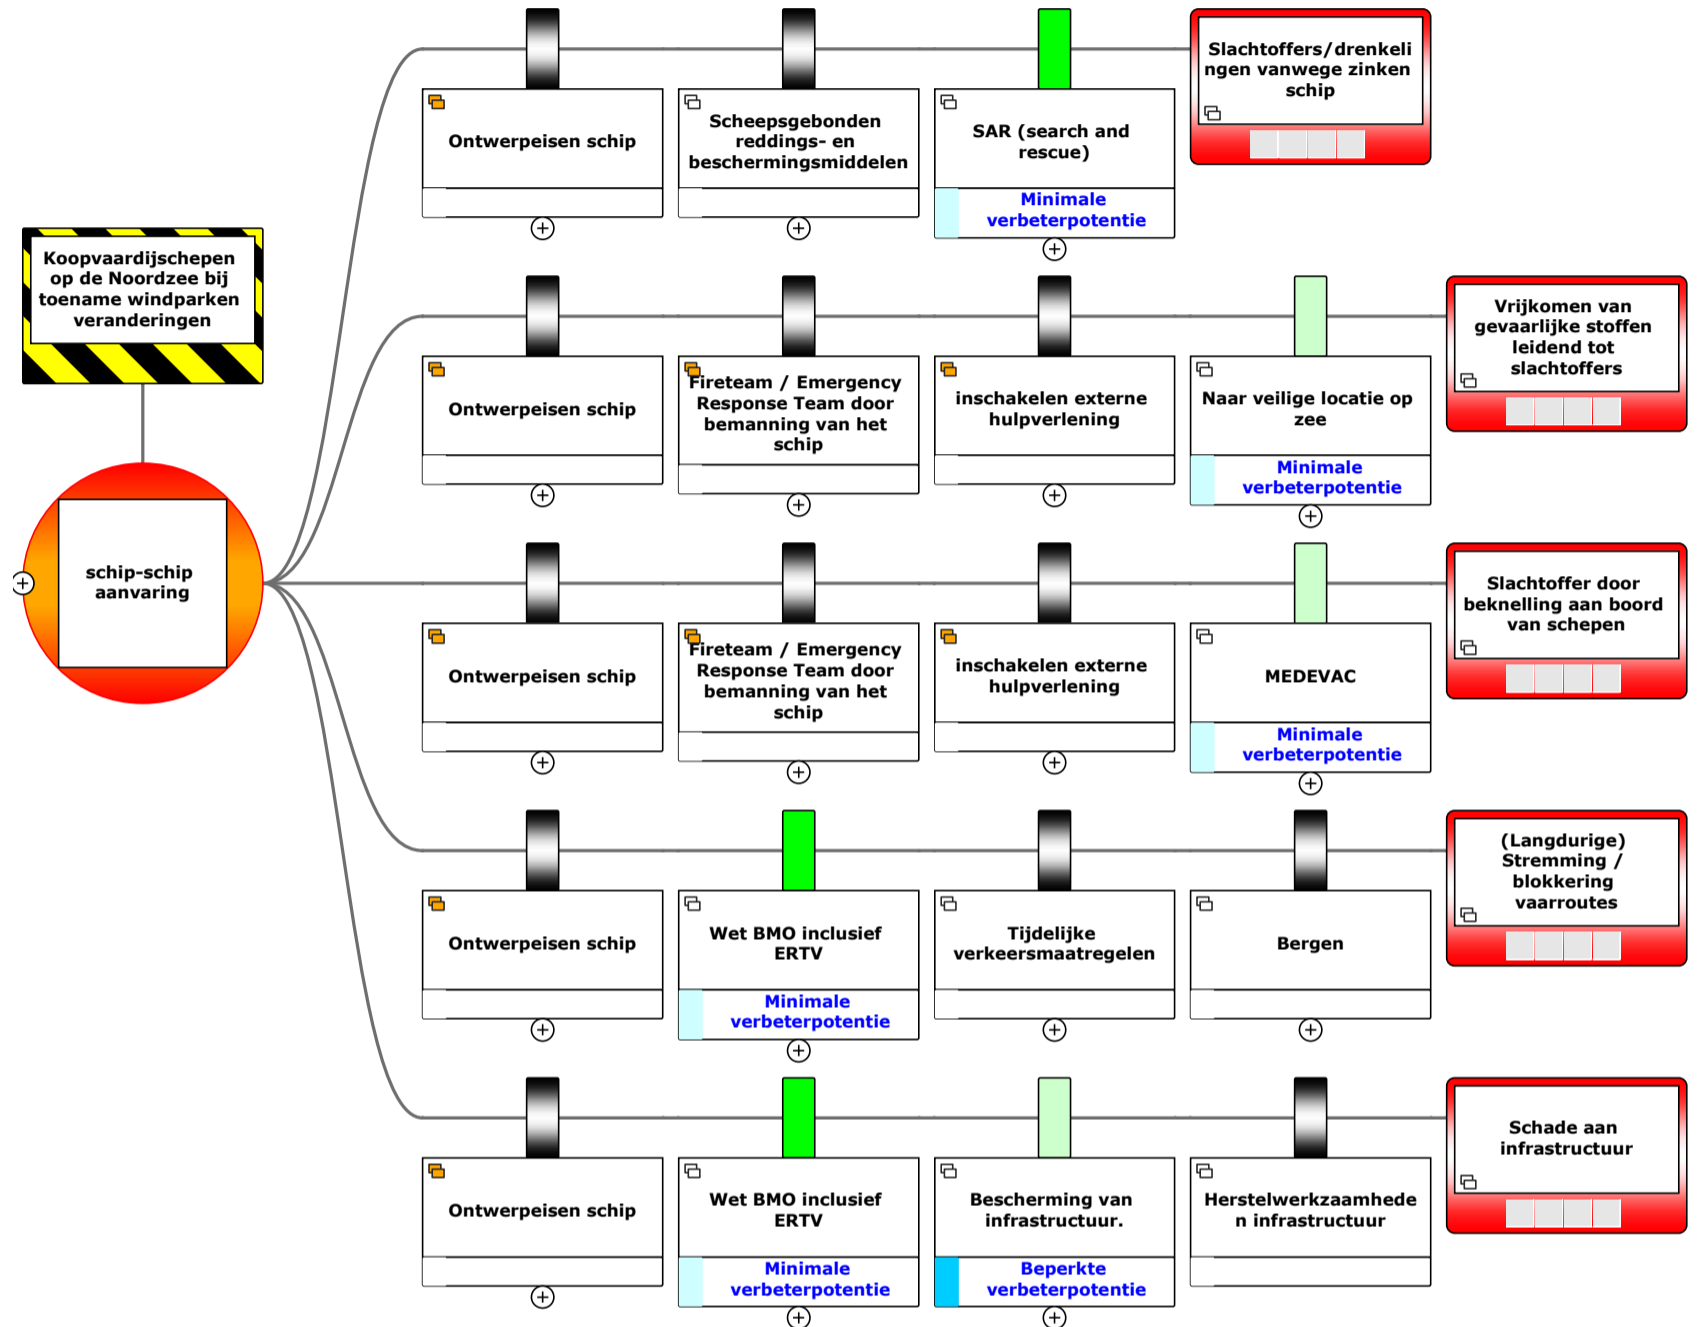 Koopvaardijschepen
op de Noordzee bij
toename windparken
veranderingen
schip-schip
aanvaring
Ontwerpeisen schip
Scheepsgebonden
reddings- en
beschermingsmiddelen
SAR (search and
rescue)
Minimale
verbeterpotentie
Slachtoffers/drenkeli
ngen vanwege zinken
schip
Ontwerpeisen schip
Fireteam / Emergency
Response Team door
bemanning van het
schip
inschakelen externe
hulpverlening
Naar veilige locatie op
zee
Minimale
verbeterpotentie
Vrijkomen van
gevaarlijke stoffen
leidend tot
slachtoffers
Ontwerpeisen schip
Fireteam / Emergency
Response Team door
bemanning van het
schip
inschakelen externe
hulpverlening
MEDEVAC
Minimale
verbeterpotentie
Slachtoffer door
beknelling aan boord
van schepen
Ontwerpeisen schip
Wet BMO inclusief
ERTV
Minimale
verbeterpotentie
Tijdelijke
verkeersmaatregelen
Bergen
(Langdurige)
Stremming /
blokkering
vaarroutes
Ontwerpeisen schip
Wet BMO inclusief
ERTV
Minimale
verbeterpotentie
Bescherming van
infrastructuur.
Beperkte
verbeterpotentie
Herstelwerkzaamhede
n infrastructuur
Schade aan
infrastructuur